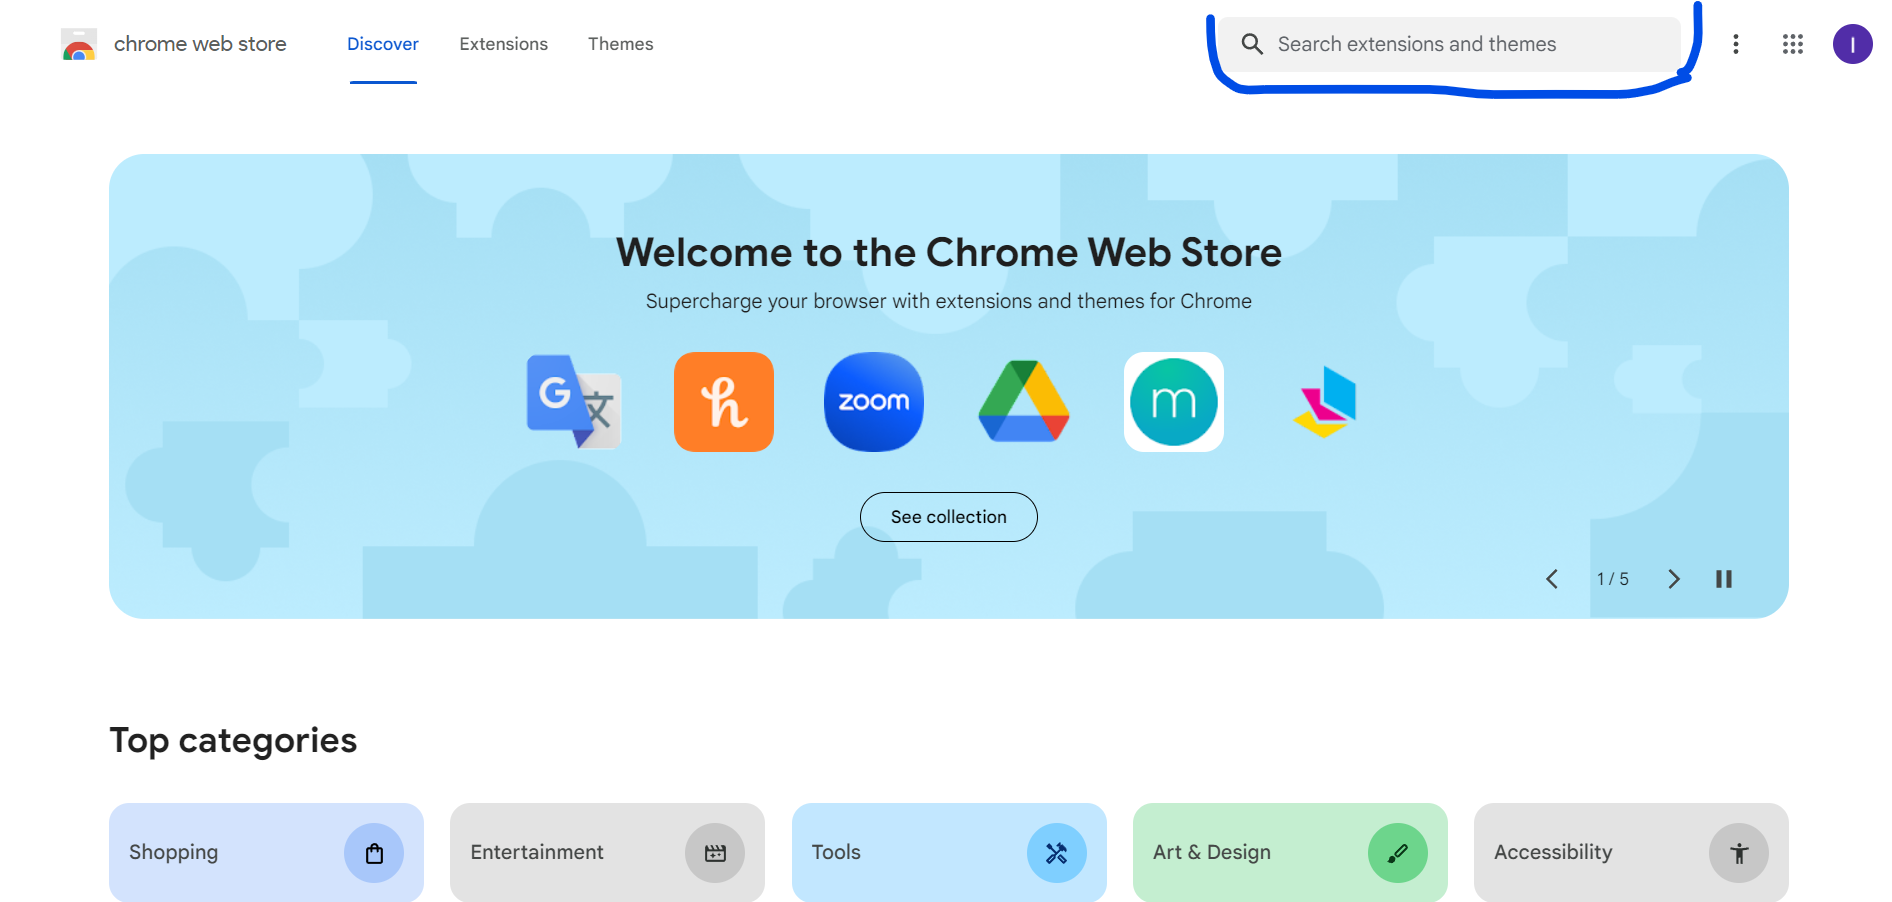 chrome web store
Discover
Extensions
Themes
Search extensions and themes
I
Welcome to the Chrome Web Store
Supercharge your browser with extensions and themes for Chrome
G 文
h
zoom
m
See collection
1 / 5
Top categories
Shopping
Entertainment
Tools
Art & Design
Accessibility